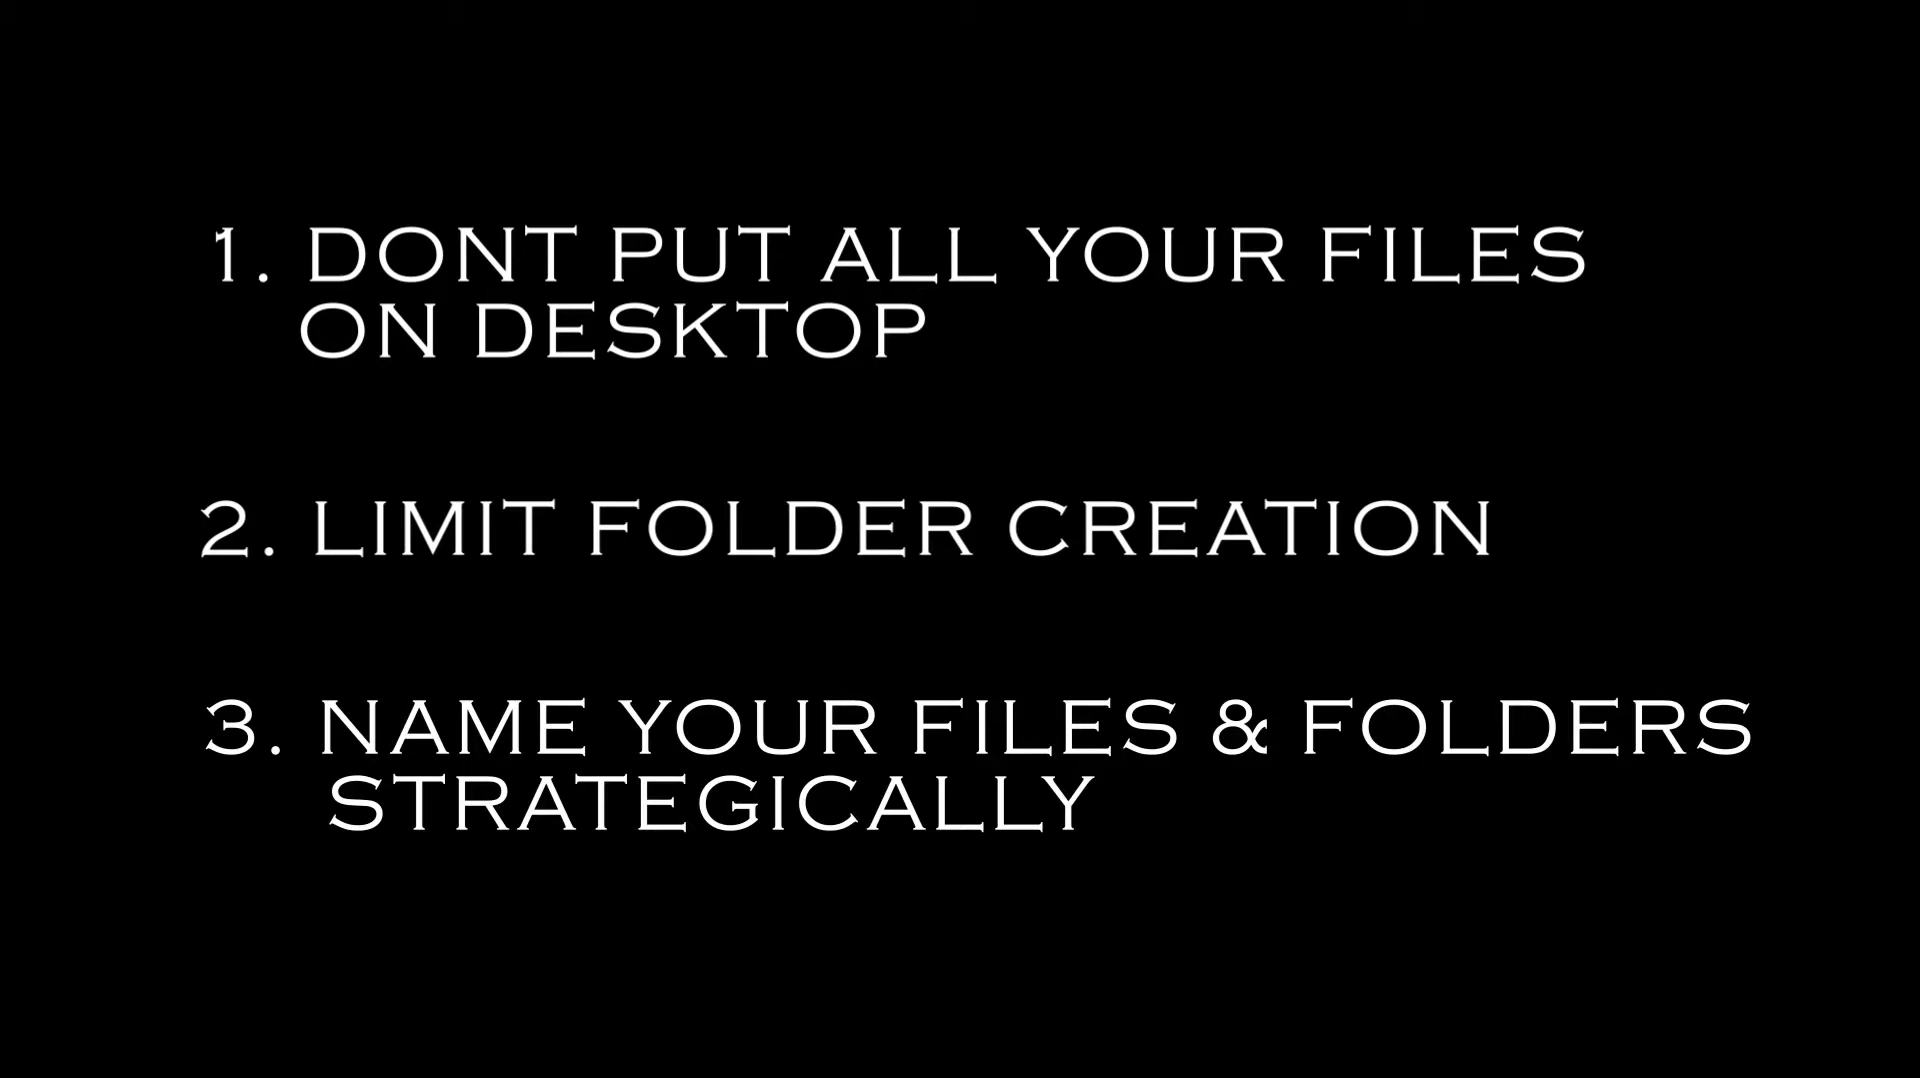 1. DONT PUT ALL YOUR FILES
ON DESKTOP
2. LIMIT FOLDER CREATION
3. NAME YOUR FILES & FOLDERS
STRATEGICALLY